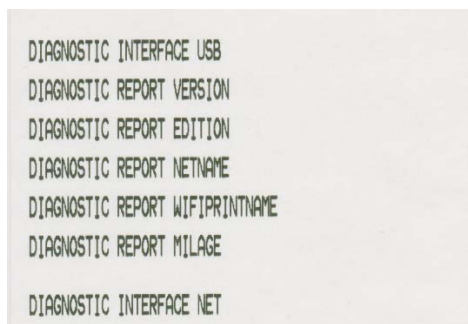 DIAGNOSTIC INTERFACE USB
DIAGNOSTIC REPORT VERSION
DIAGNOSTIC REPORT EDITION
DIAGNOSTIC REPORT NETNAME
DIAGNOSTIC REPORT WIFIPRINTNAME
DIAGNOSTIC REPORT MILAGE
DIAGNOSTIC INTERFACE NET